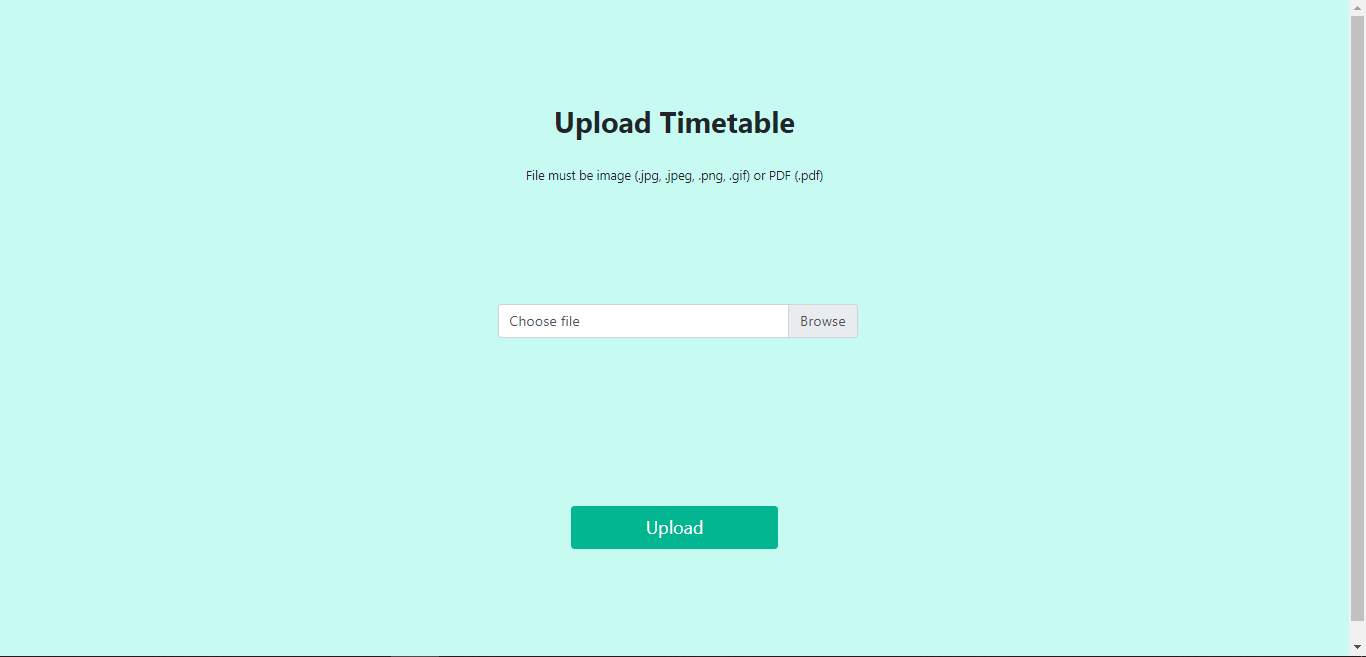 Upload Timetable
File must be image (.jpg, .jpeg, .png, .gif) or PDF (.pdf)
Choose file Browse
Upload